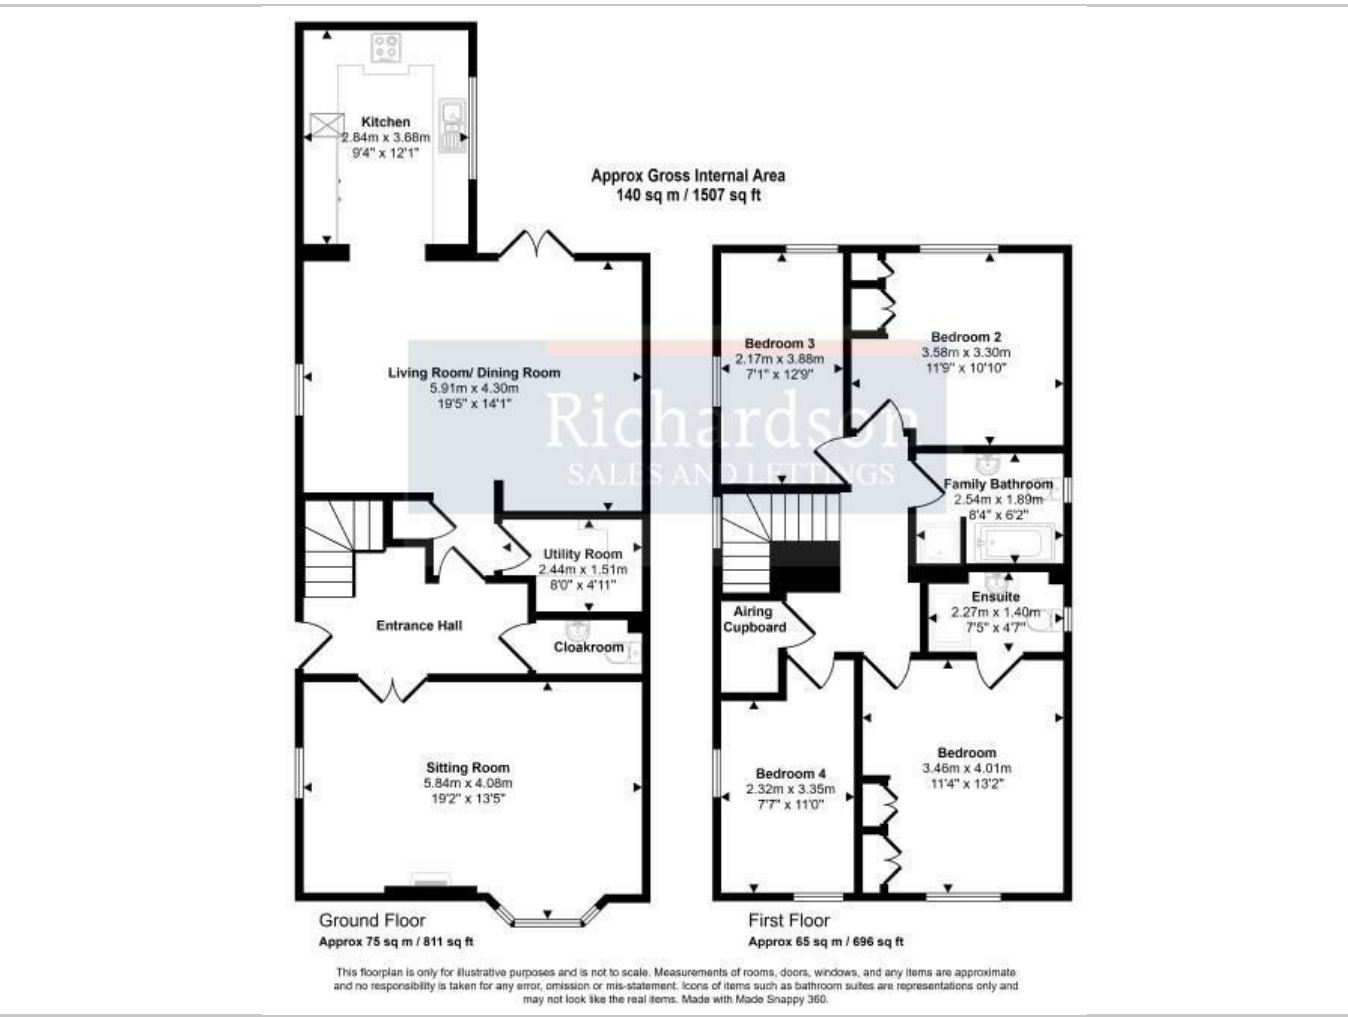 Kitchen
2.84m x 3.68m
9'4" x 12'1"
Approx Gross Internal Area
140 sq m / 1507 sq ft
Living Room/ Dining Room
5.91m x 4.30m
19'5" x 14'1"
Bedroom 3
2.17m x 3.88m
7'1" x 12'9"
Bedroom 2
3.58m x 3.30m
11'9" x 10'10"
Richardson
SALES AND LETTINGS
Family Bathroom
2.54m x 1.89m
8'4" x 6'2"
Utility Room
2.44m x 1.51m
8'0" x 4'11"
Entrance Hall
Cloakroom
Airing
Cupboard
Ensuite
2.27m x 1.40m
7'5" x 4'7"
Sitting Room
5.84m x 4.08m
19'2" x 13'5"
Bedroom 4
2.32m x 3.35m
7'7" x 11'0"
Bedroom
3.46m x 4.01m
11'4" x 13'2"
Ground Floor
Approx 75 sq m / 811 sq ft
First Floor
Approx 65 sq m / 696 sq ft
This floorplan is only for illustrative purposes and is not to scale. Measurements of rooms, doors, windows, and any items are approximate
and no responsibility is taken for any error, omission or mis-statement. Icons of items such as bathroom suites are representations only and
may not look like the real items. Made with Made Snappy 360.